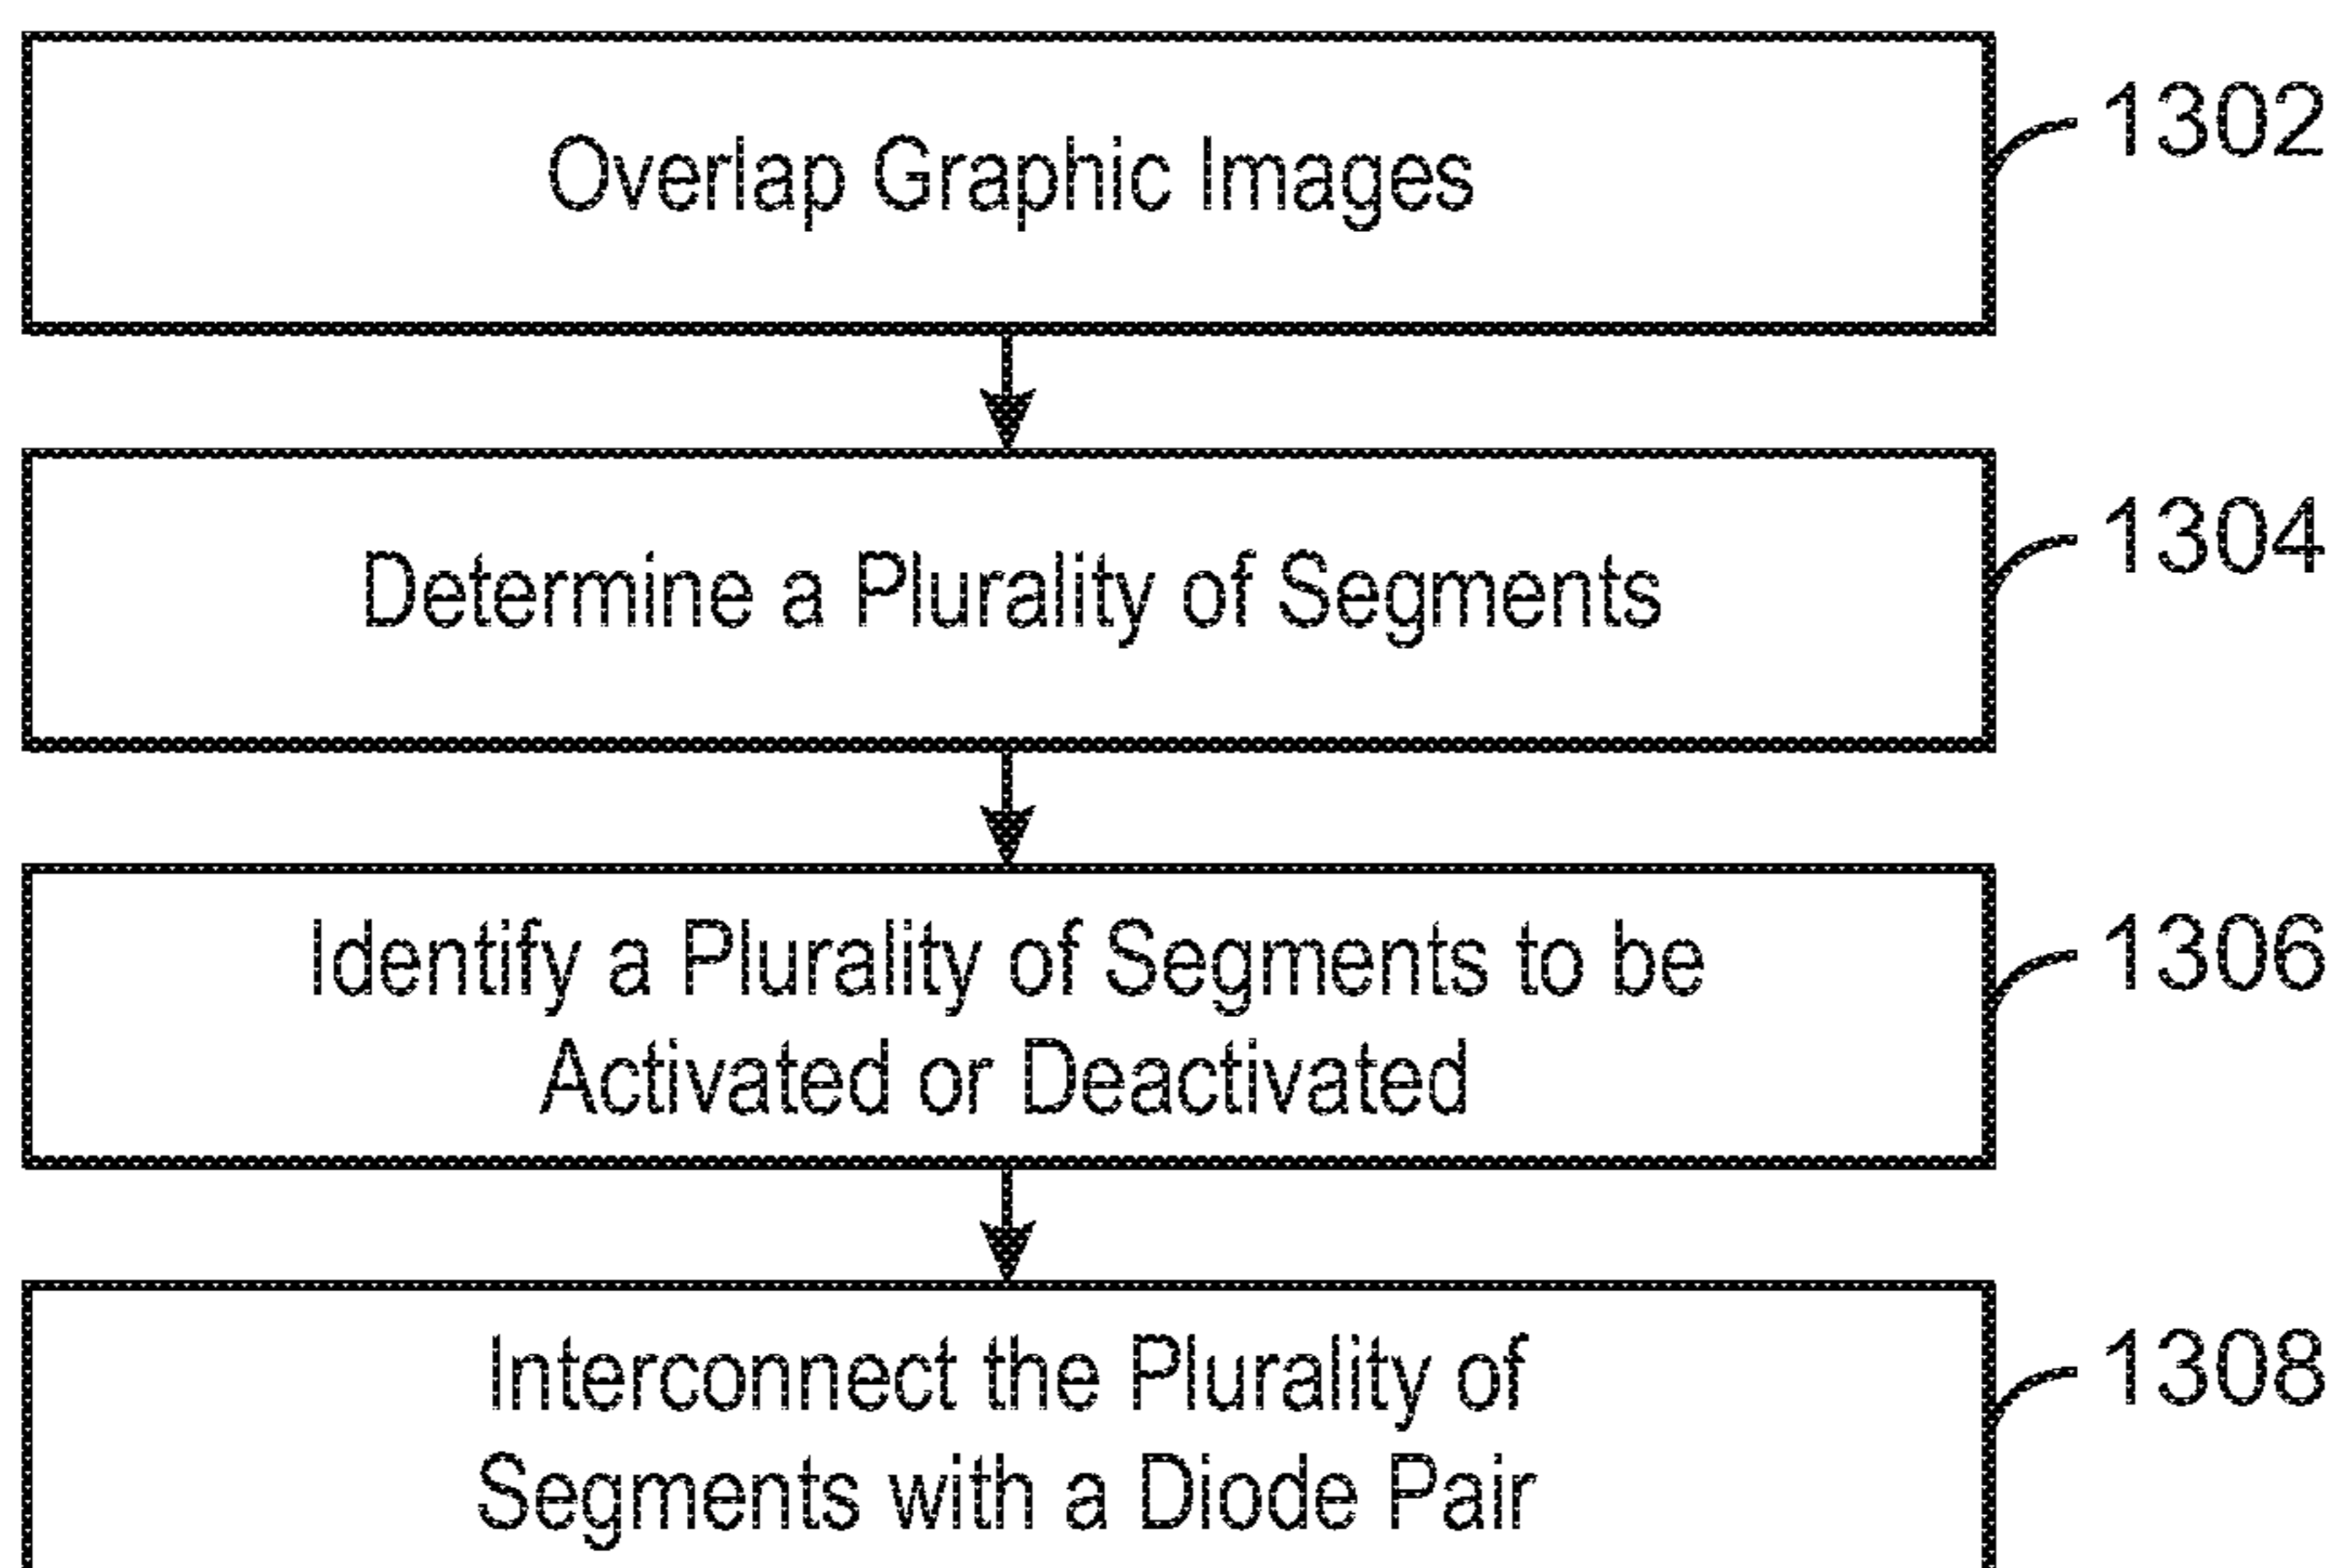 Overlap Graphic Images
1302
Determine a Plurality of Segments
1304
Identify a Plurality of Segments to be
Activated or Deactivated
1306
Interconnect the Plurality of
Segments with a Diode Pair
1308